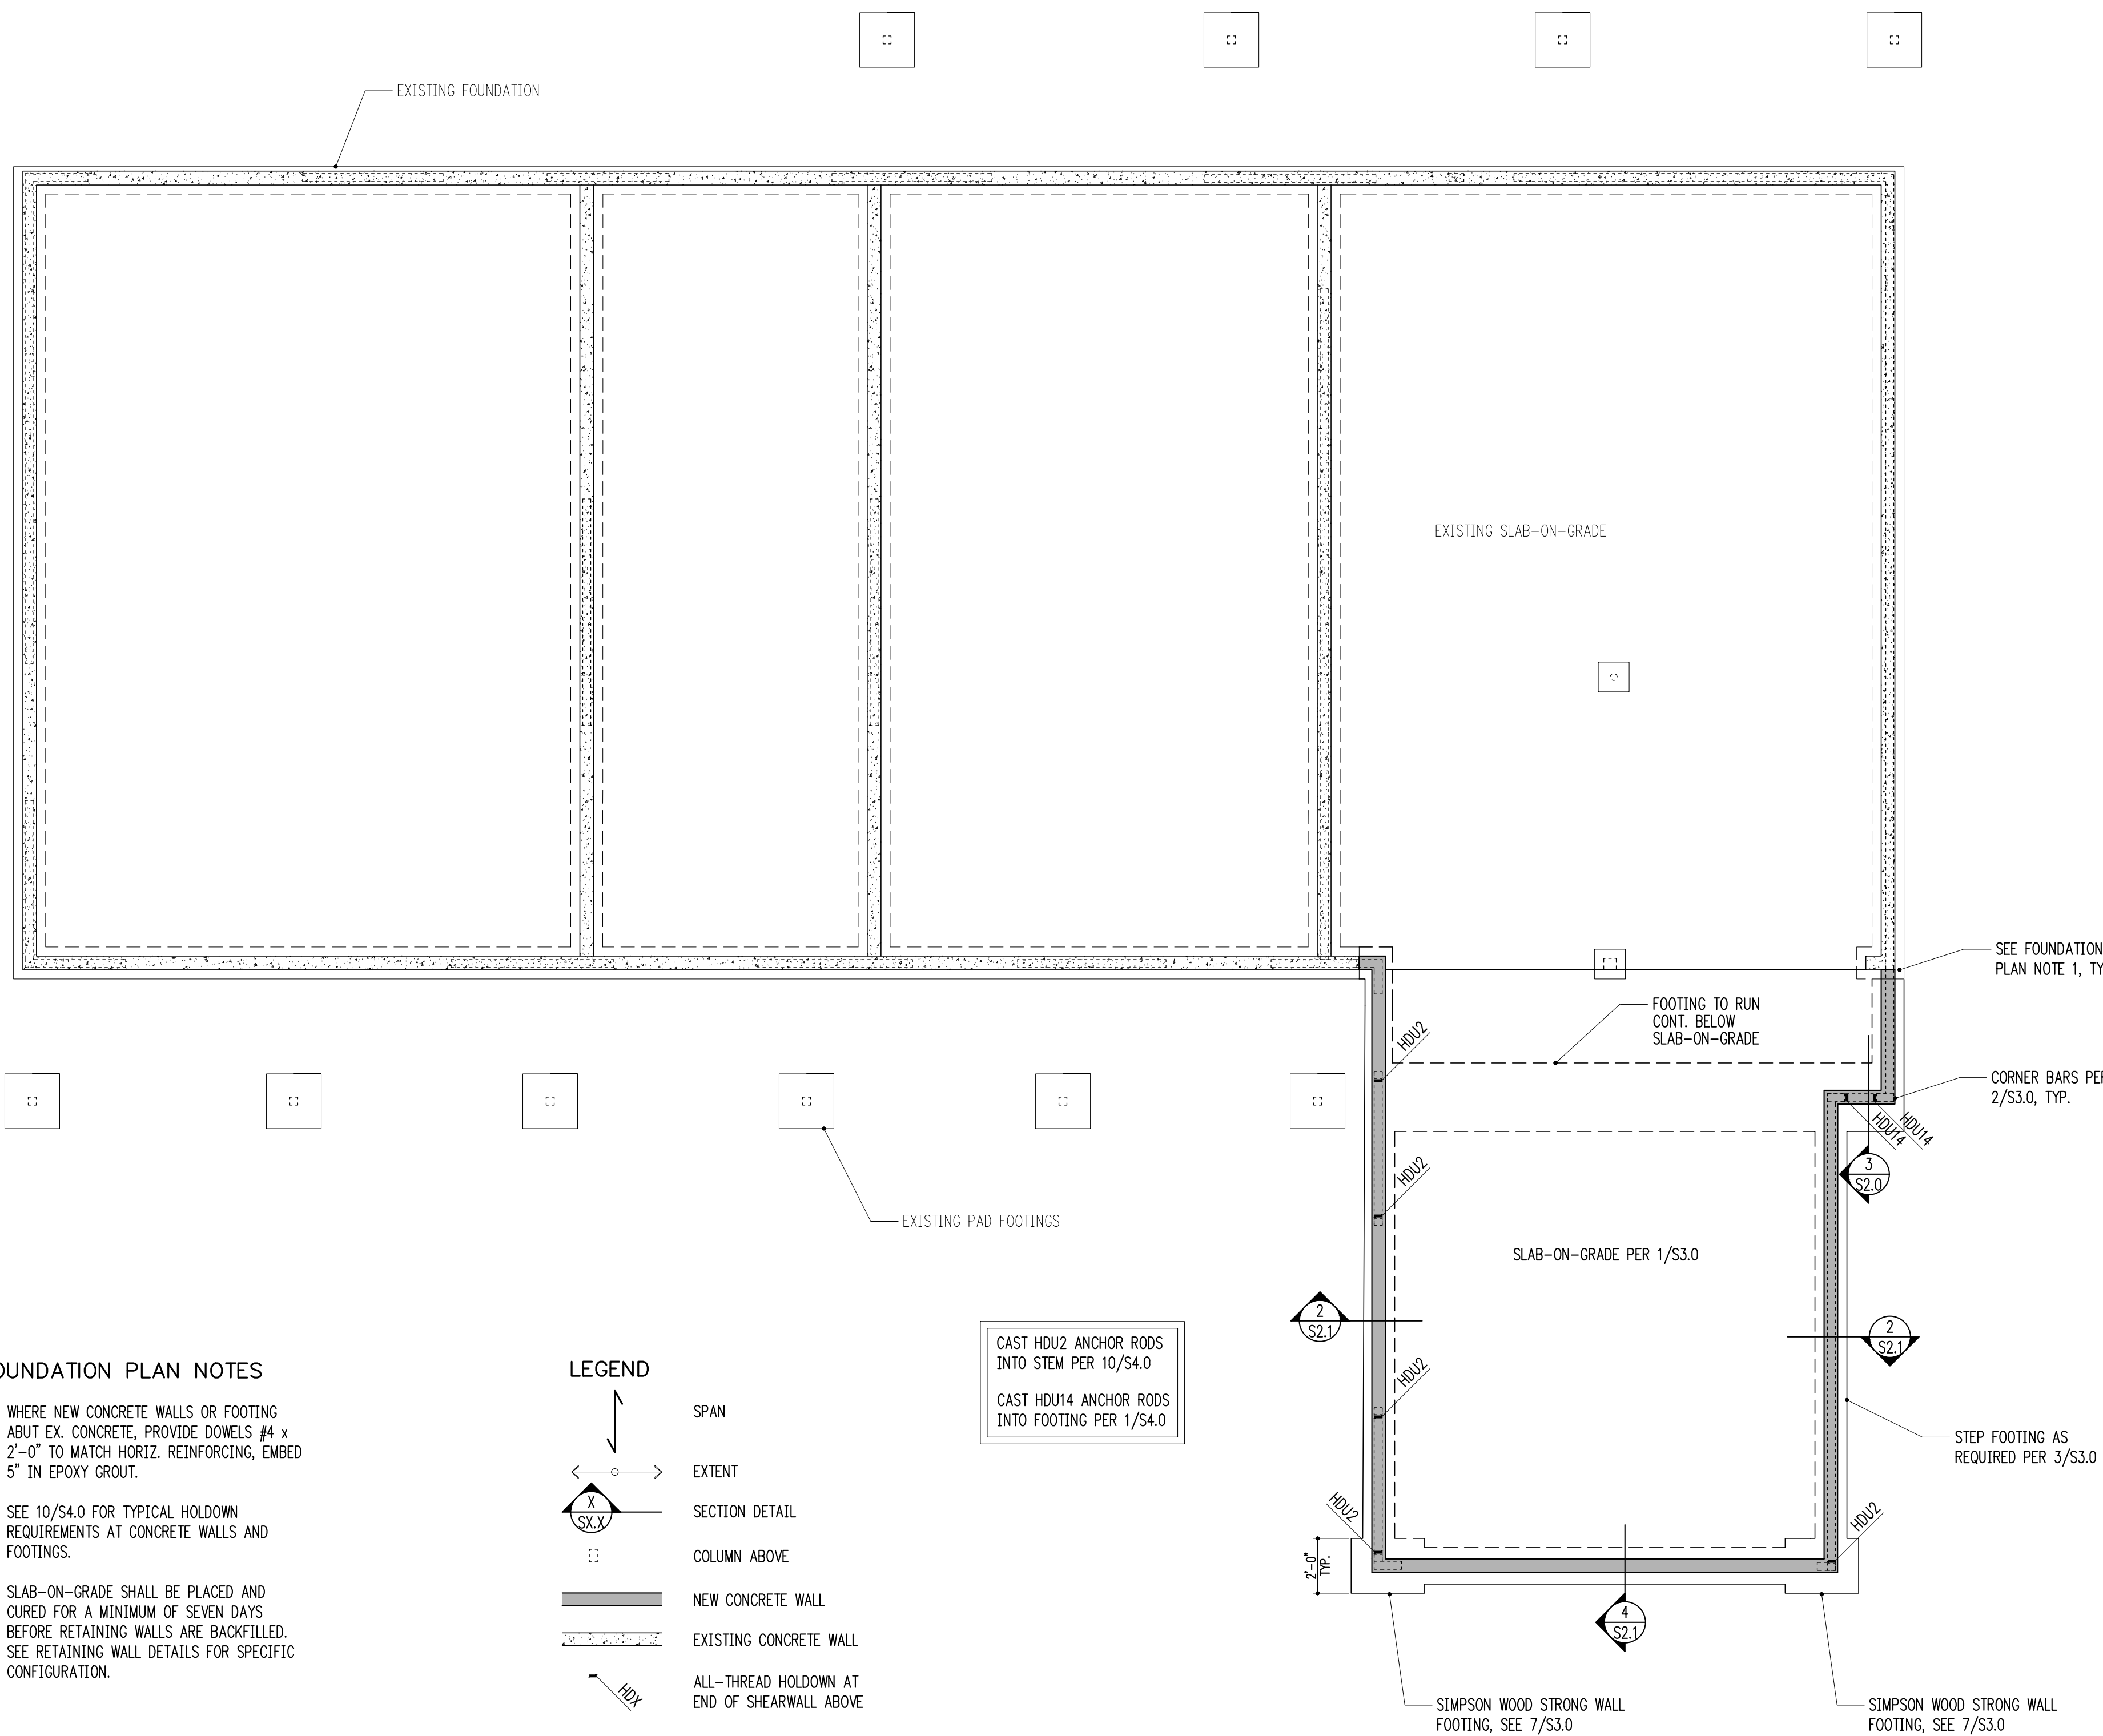 EXISTING FOUNDATION
EXISTING SLAB-ON-GRADE
SEE FOUNDATION
PLAN NOTE 1,
FOOTING TO RUN
CONT. BELOW
SLAB-ON-GRADE
HDU2
CORNER BARS
2/S3.0, TYP.
HDU14
HDU14
3
S2.0
HDU2
EXISTING PAD FOOTINGS
SLAB-ON-GRADE PER 1/S3.0
2
S2.1
2
S2.1
HDU2
CAST HDU2 ANCHOR RODS
INTO STEM PER 10/S4.0
CAST HDU14 ANCHOR RODS
INTO FOOTING PER 1/S4.0
STEP FOOTING AS
REQUIRED PER 3/S3.0
HDU2
HDU2
2'-0"
TYP.
4
S2.1
SIMPSON WOOD STRONG WALL
FOOTING, SEE 7/S3.0
SIMPSON WOOD STRONG WALL
FOOTING, SEE 7/S3.0
OUNDATION PLAN NOTES
WHERE NEW CONCRETE WALLS OR FOOTING
ABUT EX. CONCRETE, PROVIDE DOWELS #4 x
2'-0" TO MATCH HORIZ. REINFORCING, EMBED
5" IN EPOXY GROUT.
SEE 10/S4.0 FOR TYPICAL HOLDOWN
REQUIREMENTS AT CONCRETE WALLS AND
FOOTINGS.
SLAB-ON-GRADE SHALL BE PLACED AND
CURED FOR A MINIMUM OF SEVEN DAYS
BEFORE RETAINING WALLS ARE BACKFILLED.
SEE RETAINING WALL DETAILS FOR SPECIFIC
CONFIGURATION.
LEGEND
SPAN
EXTENT
X
SX.X
SECTION DETAIL
COLUMN ABOVE
NEW CONCRETE WALL
EXISTING CONCRETE WALL
HDX
ALL-THREAD HOLDOWN AT
END OF SHEARWALL ABOVE